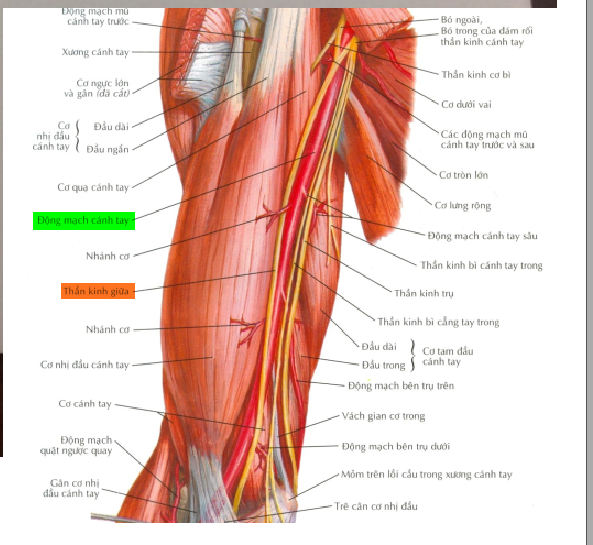 Động mạch mũ
cánh tay trước
Xương cánh tay
Cơ ngực lớn
và gân (đã cắt)
Cơ
nhị đầu
cánh tay
Đầu dài
Đầu ngắn
Cơ quạ cánh tay
Động mạch cánh tay
Nhánh cơ
Thần kinh giữa
Nhánh cơ
Cơ nhị đầu cánh tay
Cơ cánh tay
Động mạch
quặt ngược quay
Gân cơ nhị
đầu cánh tay
Bó ngoài,
Bó trong của đám rối
thần kinh cánh tay
Thần kinh cơ bì
Cơ dưới vai
Các động mạch mũ
cánh tay trước và sau
Cơ tròn lớn
Cơ lưng rộng
Động mạch cánh tay sâu
Thần kinh bì cánh tay trong
Thần kinh trụ
Thần kinh bì cẳng tay trong
Đầu dài
Đầu trong
Cơ tam đầu
cánh tay
Động mạch bên trụ trên
Vách gian cơ trong
Động mạch bên trụ dưới
Mỏm trên lồi cầu trong xương cánh tay
Trẽ cân cơ nhị đầu